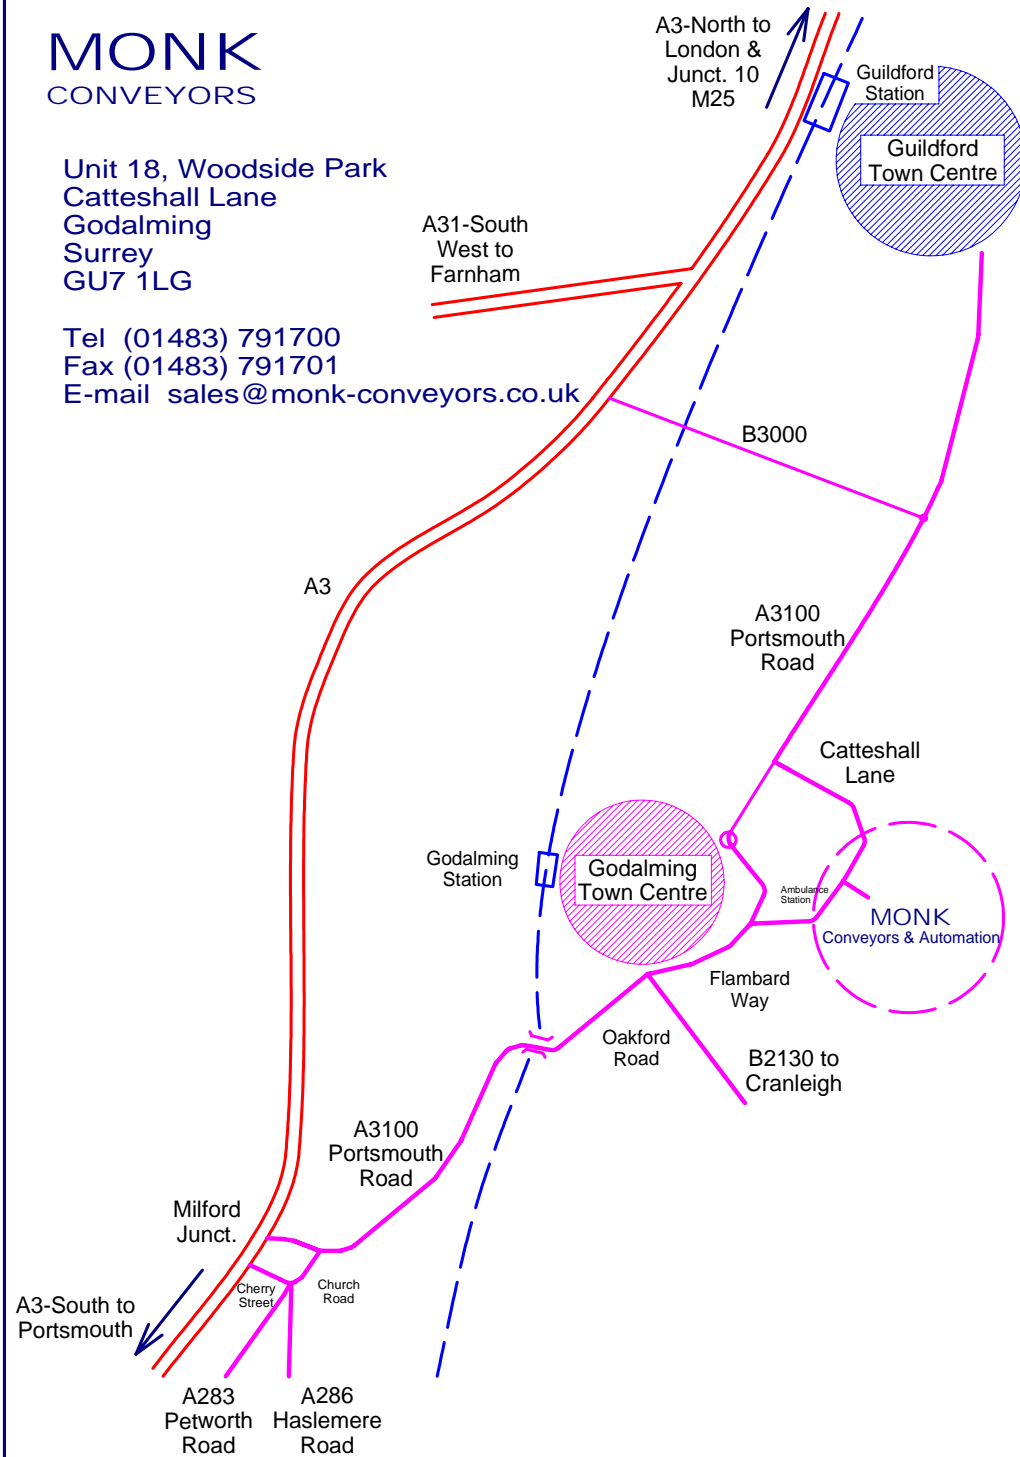 MONK
CONVEYORS
Unit 18, Woodside Park
Catteshall Lane
Godalming
Surrey
GU7 1LG
Tel (01483) 791700
Fax (01483) 791701
E-mail sales@monk-conveyors.co.uk
A3-North to
London &
Junct. 10
M25
Guildford
Station
Guildford
Town Centre
A31-South
West to
Farnham
B3000
A3
A3100
Portsmouth
Road
Catteshall
Lane
Godalming
Station
Godalming
Town Centre
Ambulance
Station
MONK
Conveyors & Automation
Flambard
Way
Oakford
Road
B2130 to
Cranleigh
A3100
Portsmouth
Road
Milford
Junct.
Cherry
Street
Church
Road
A3-South to
Portsmouth
A283
Petworth
Road
A286
Haslemere
Road